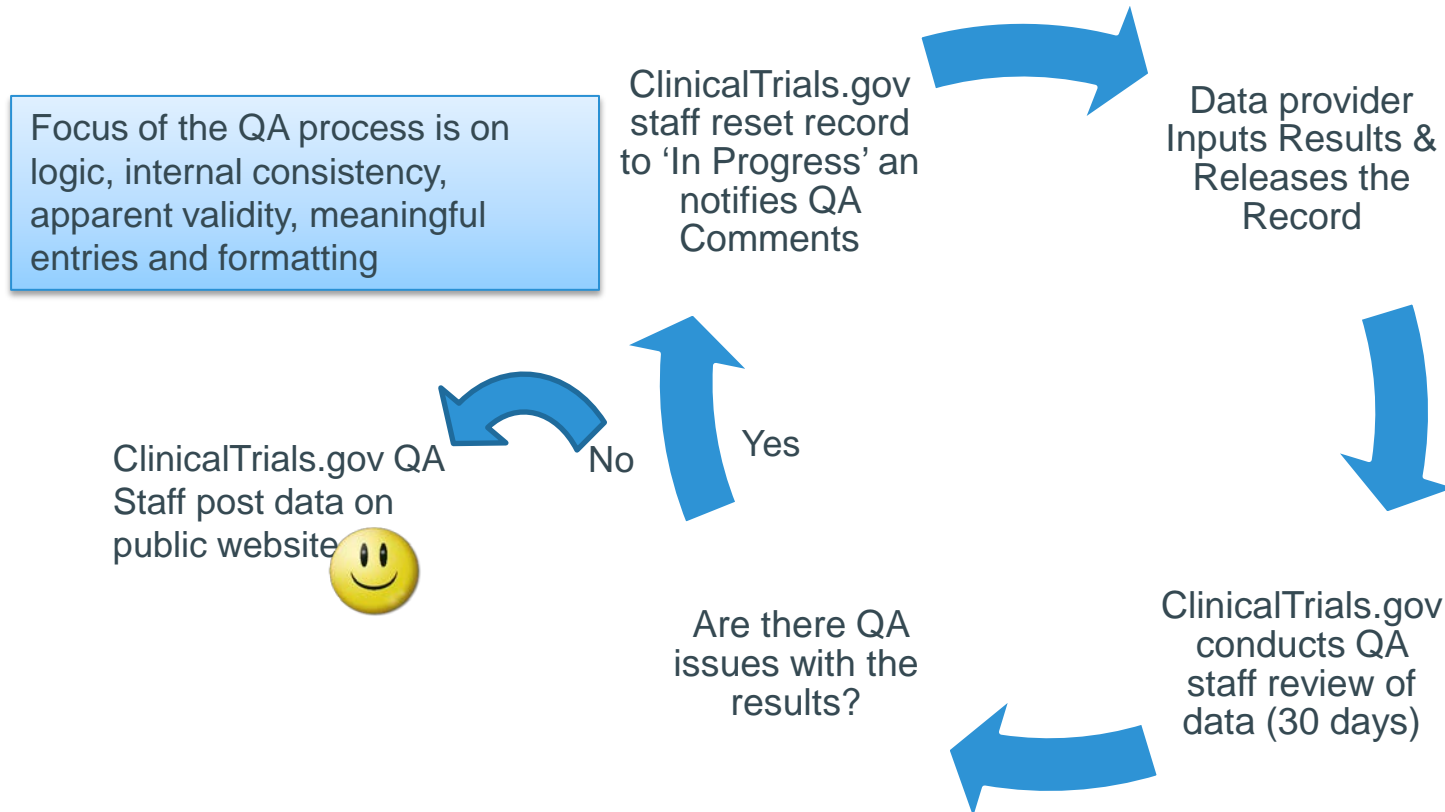 Focus of the QA process is on
logic, internal consistency,
apparent validity, meaningful
entries and formatting
ClinicalTrials.gov
staff reset record
to ‘In Progress’ an
notifies QA
Comments
Data provider
Inputs Results &
Releases the
Record
ClinicalTrials.gov
conducts QA
staff review of
data (30 days)
Are there QA
issues with the
results?
Yes
No
ClinicalTrials.gov QA
Staff post data on
public website